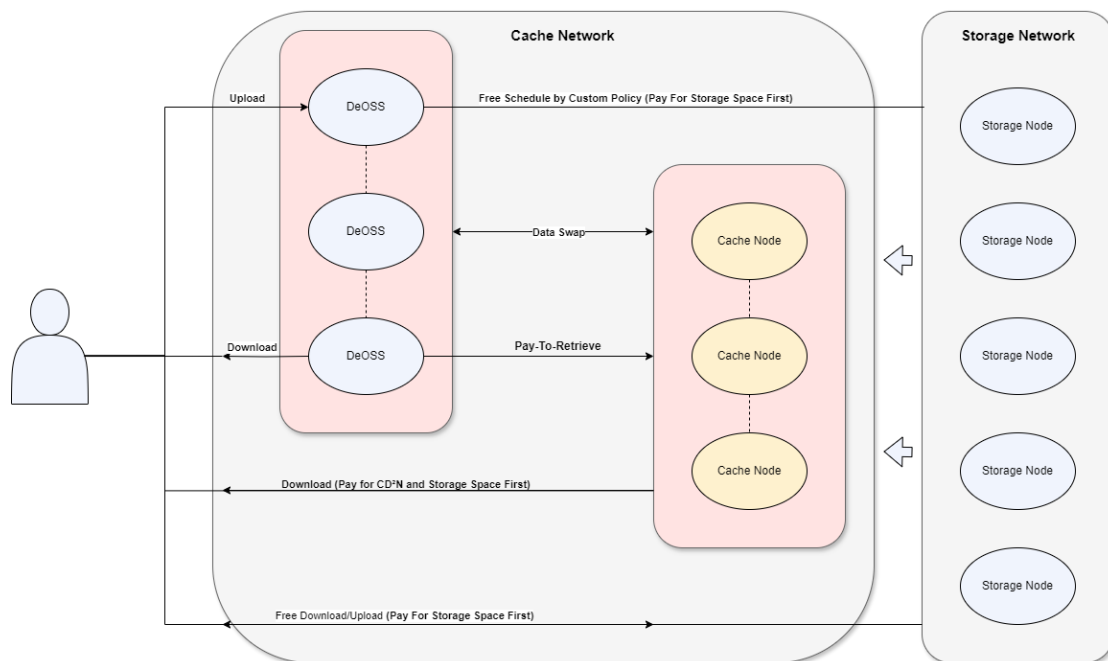 Cache Network
Storage Network
Upload
DeOSS
Free Schedule by Custom Policy (Pay For Storage Space First)
Storage Node
DeOSS
Data Swap
Cache Node
Storage Node
Download
DeOSS
Pay-To-Retrieve
Cache Node
Storage Node
Cache Node
Storage Node
Download (Pay for CD²N and Storage Space First)
Storage Node
Free Download/Upload (Pay For Storage Space First)